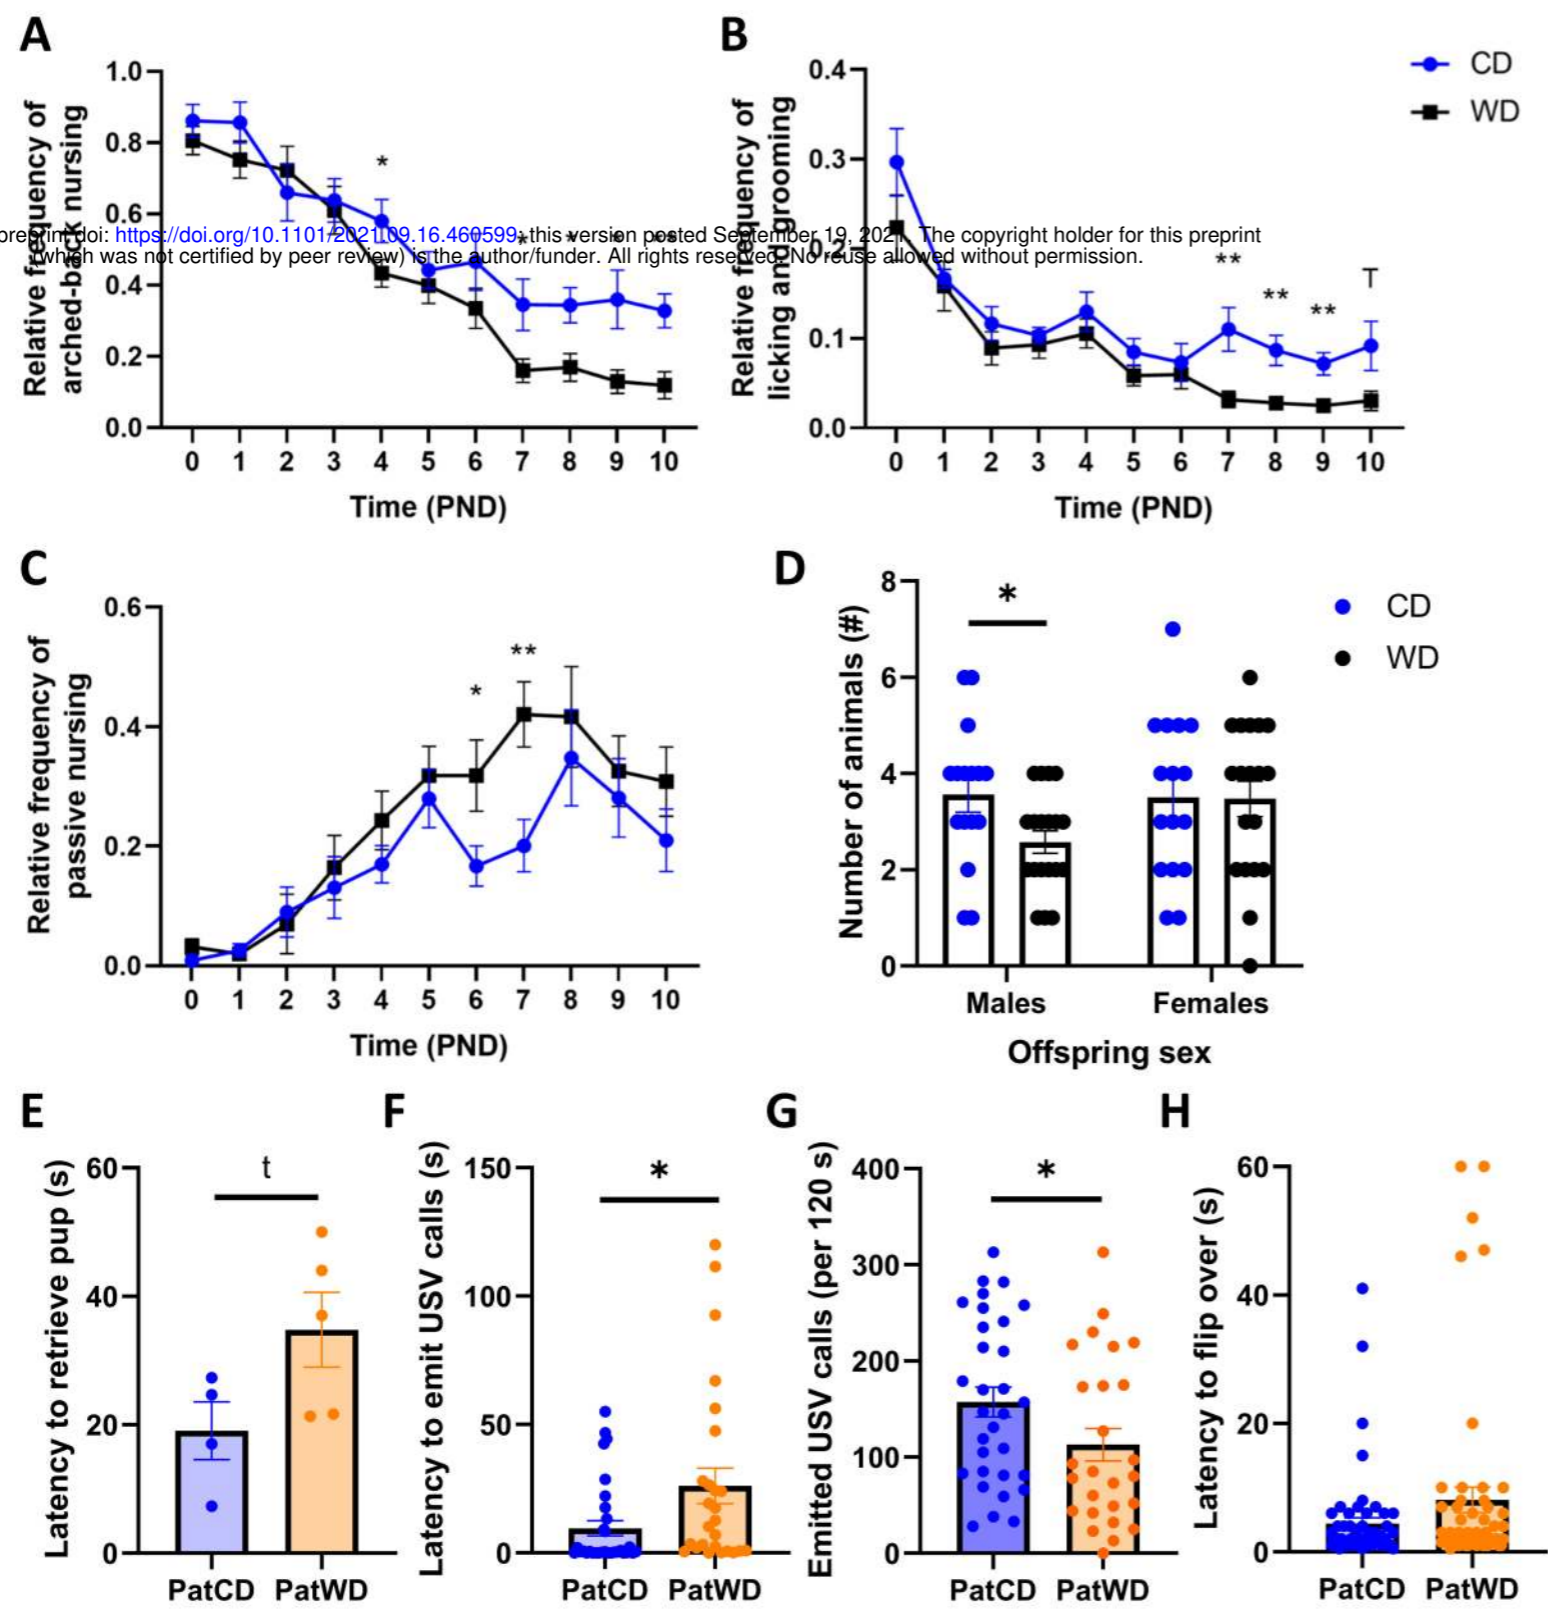 A
Relative frequency of
arched-back nursing
1.0
0.8
0.6
0.4
0.2
0.0
*
0 1 2 3 4 5 6 7 8 9 10
Time (PND)
B
Relative frequency of
licking and grooming
0.4
0.3
0.2
0.1
0.0
** ** ** T
0 1 2 3 4 5 6 7 8 9 10
Time (PND)
CD
WD
preprint doi: https://doi.org/10.1101/2021.09.16.460599; this version posted September 19, 2021. The copyright holder for this preprint
(which was not certified by peer review) is the author/funder. All rights reserved. No reuse allowed without permission.
C
Relative frequency of
passive nursing
0.6
0.4
0.2
0.0
* **
0 1 2 3 4 5 6 7 8 9 10
Time (PND)
D
Number of animals (#)
8
6
4
2
0
*
Males Females
Offspring sex
CD
WD
E
Latency to retrieve pup (s)
60
40
20
0
t
PatCD PatWD
F
Latency to emit USV calls (s)
150
100
50
0
*
PatCD PatWD
G
Emitted USV calls (per 120 s)
400
300
200
100
0
*
PatCD PatWD
H
Latency to flip over (s)
60
40
20
0
PatCD PatWD